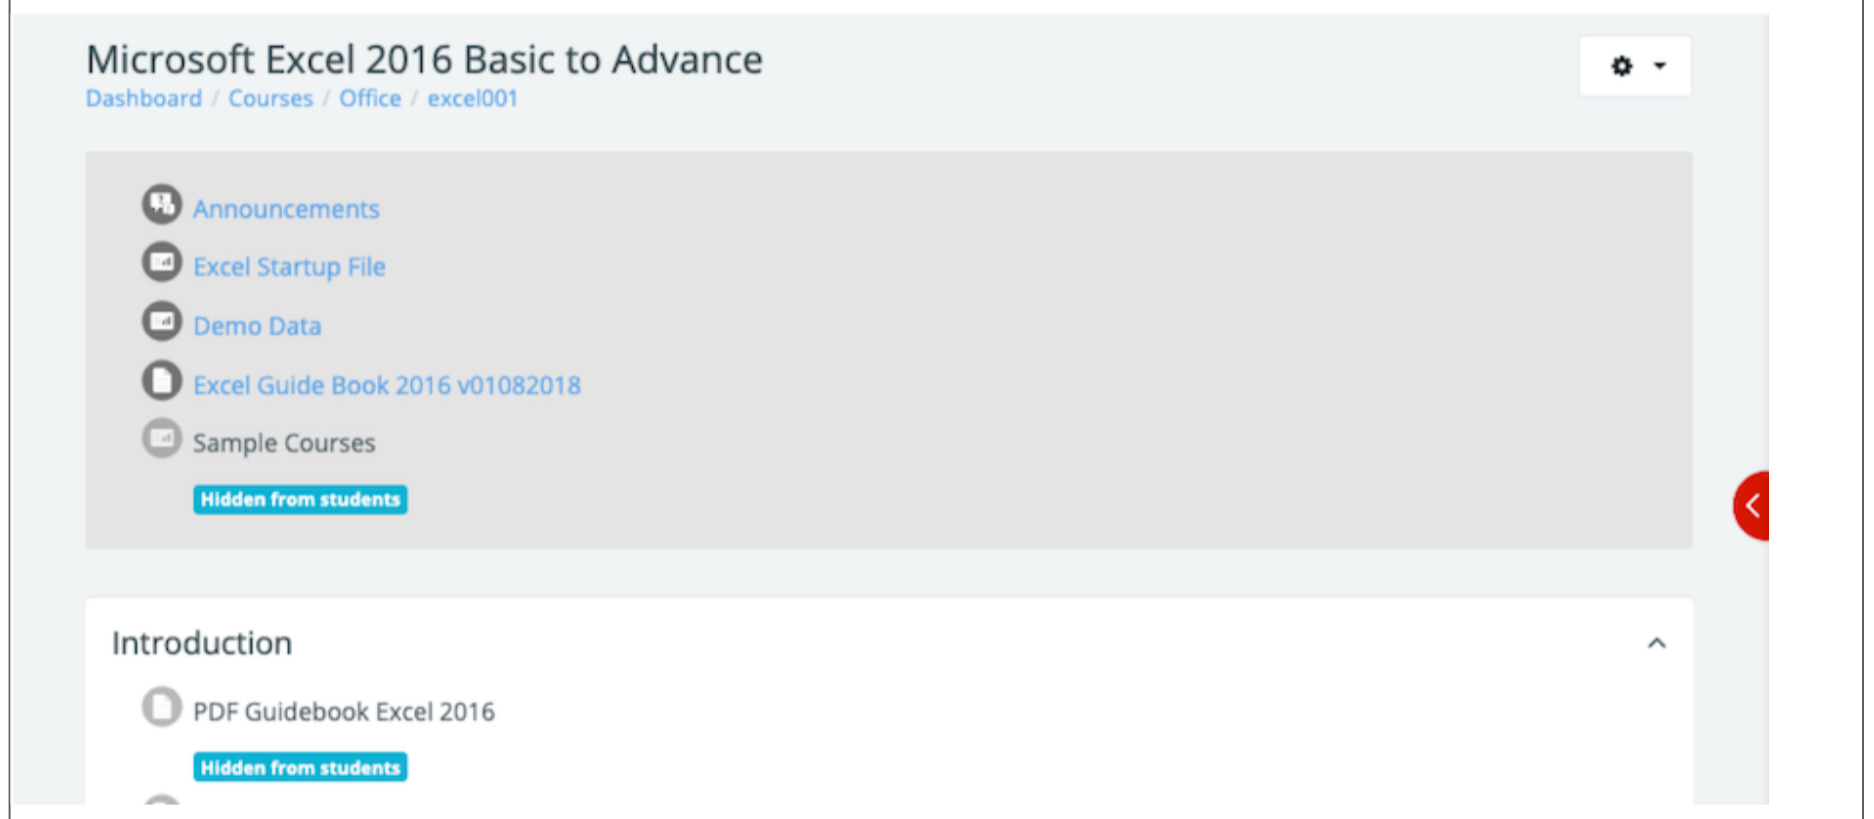 Microsoft Excel 2016 Basic to Advance
Dashboard / Courses / Office / excel001
Announcements
Excel Startup File
Demo Data
Excel Guide Book 2016 v01082018
Sample Courses
Hidden from students
Introduction
PDF Guidebook Excel 2016
Hidden from students